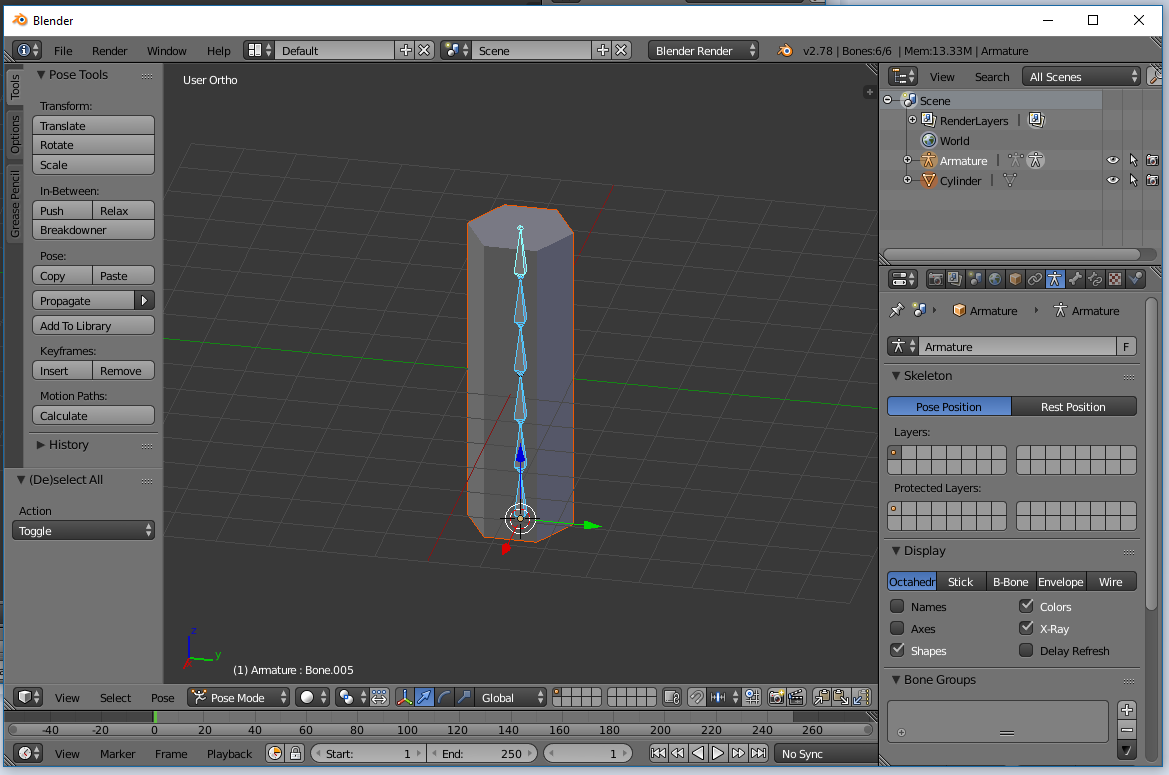 Blender
File Render Window Help Default Scene Blender Render v2.78 | Bones:6/6 | Mem:13.33M | Armature
Tools
Options
Grease Pencil
Pose Tools
Transform:
Translate
Rotate
Scale
In-Between:
Push Relax
Breakdowner
Pose:
Copy Paste
Propagate
Add To Library
Keyframes:
Insert Remove
Motion Paths:
Calculate
History
(De)select All
Action
Toggle
User Ortho
z
y
(1) Armature : Bone.005
View Select Pose Pose Mode Global
-40 -20 0 20 40 60 80 100 120 140 160 180 200 220 240 260
View Marker Frame Playback Start: 1 End: 250 1 No Sync
View Search All Scenes
Scene
RenderLayers
World
Armature
Cylinder
Armature Armature
Armature F
Skeleton
Pose Position Rest Position
Layers:
Protected Layers:
Display
Octahedr Stick B-Bone Envelope Wire
Names Colors
Axes X-Ray
Shapes Delay Refresh
Bone Groups